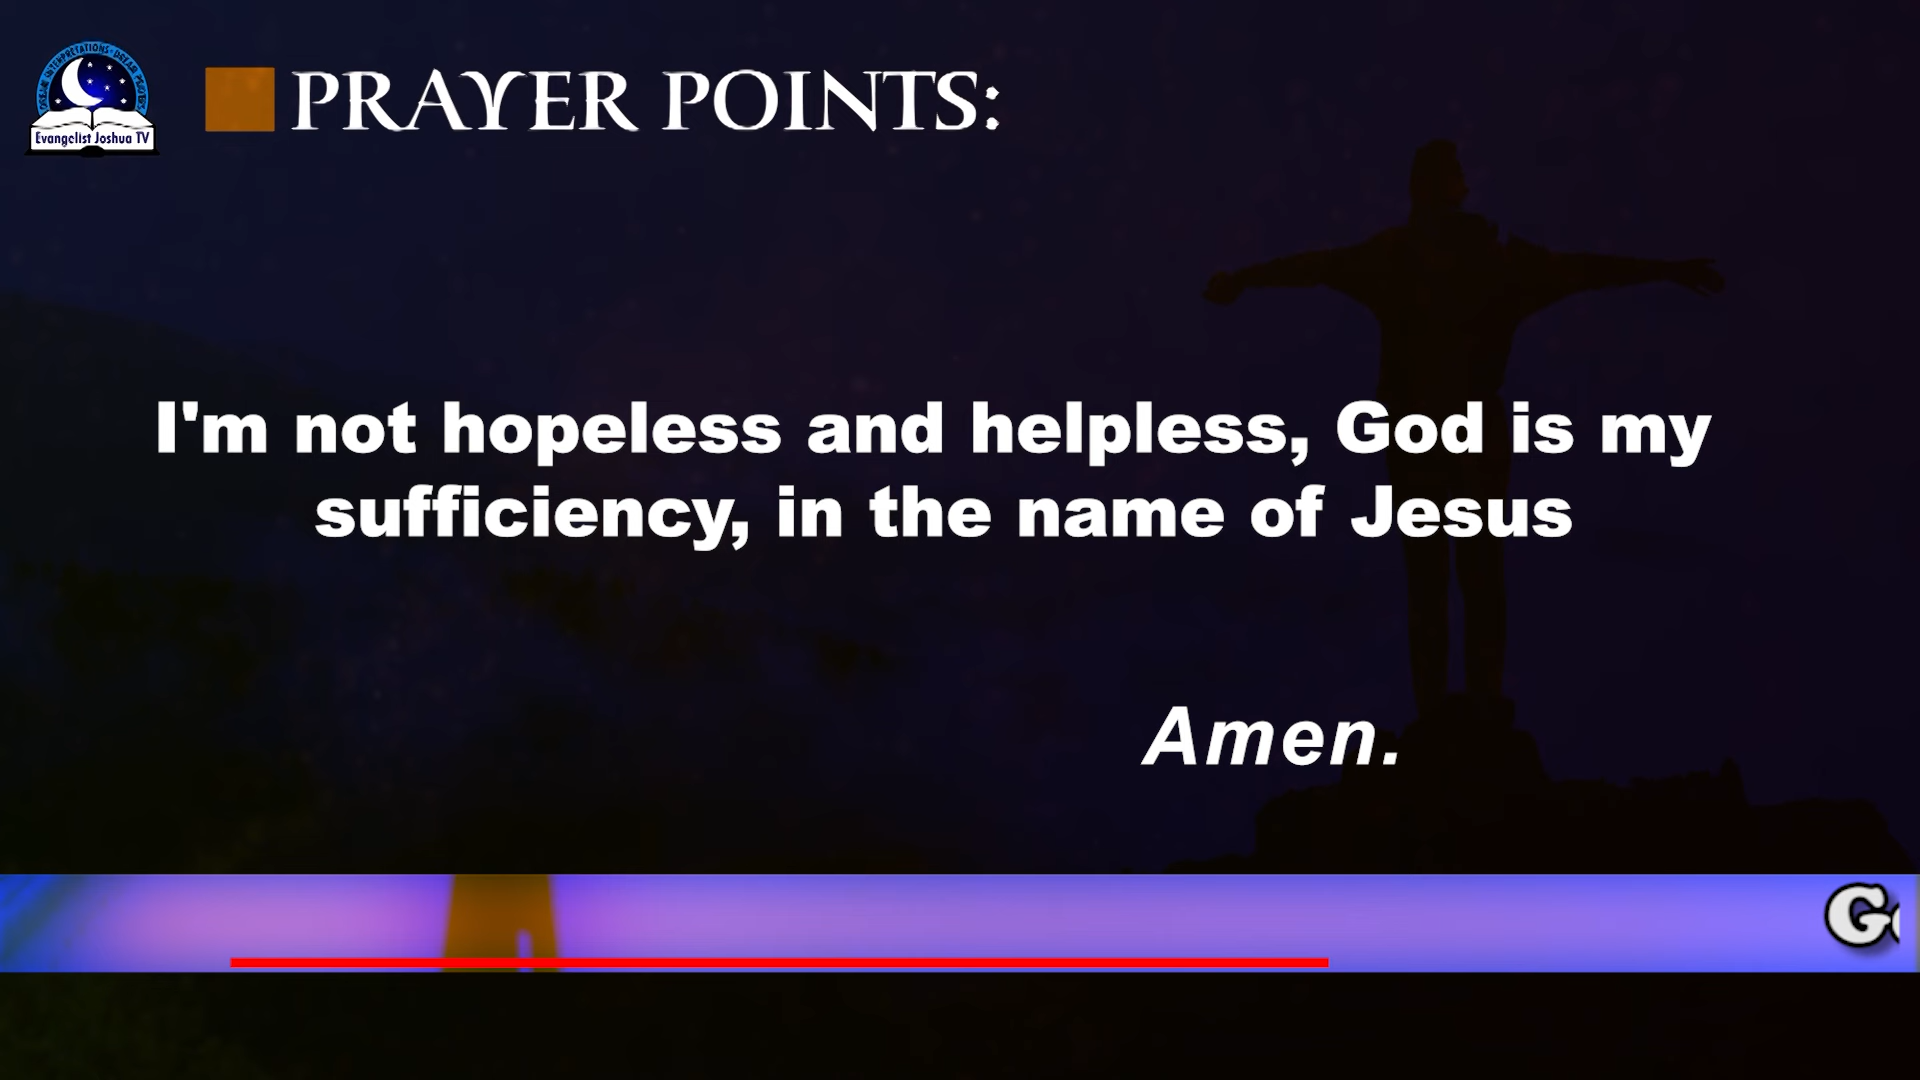 Evangelist Joshua TV
PRAYER POINTS:
I'm not hopeless and helpless, God is my
sufficiency, in the name of Jesus
Amen.